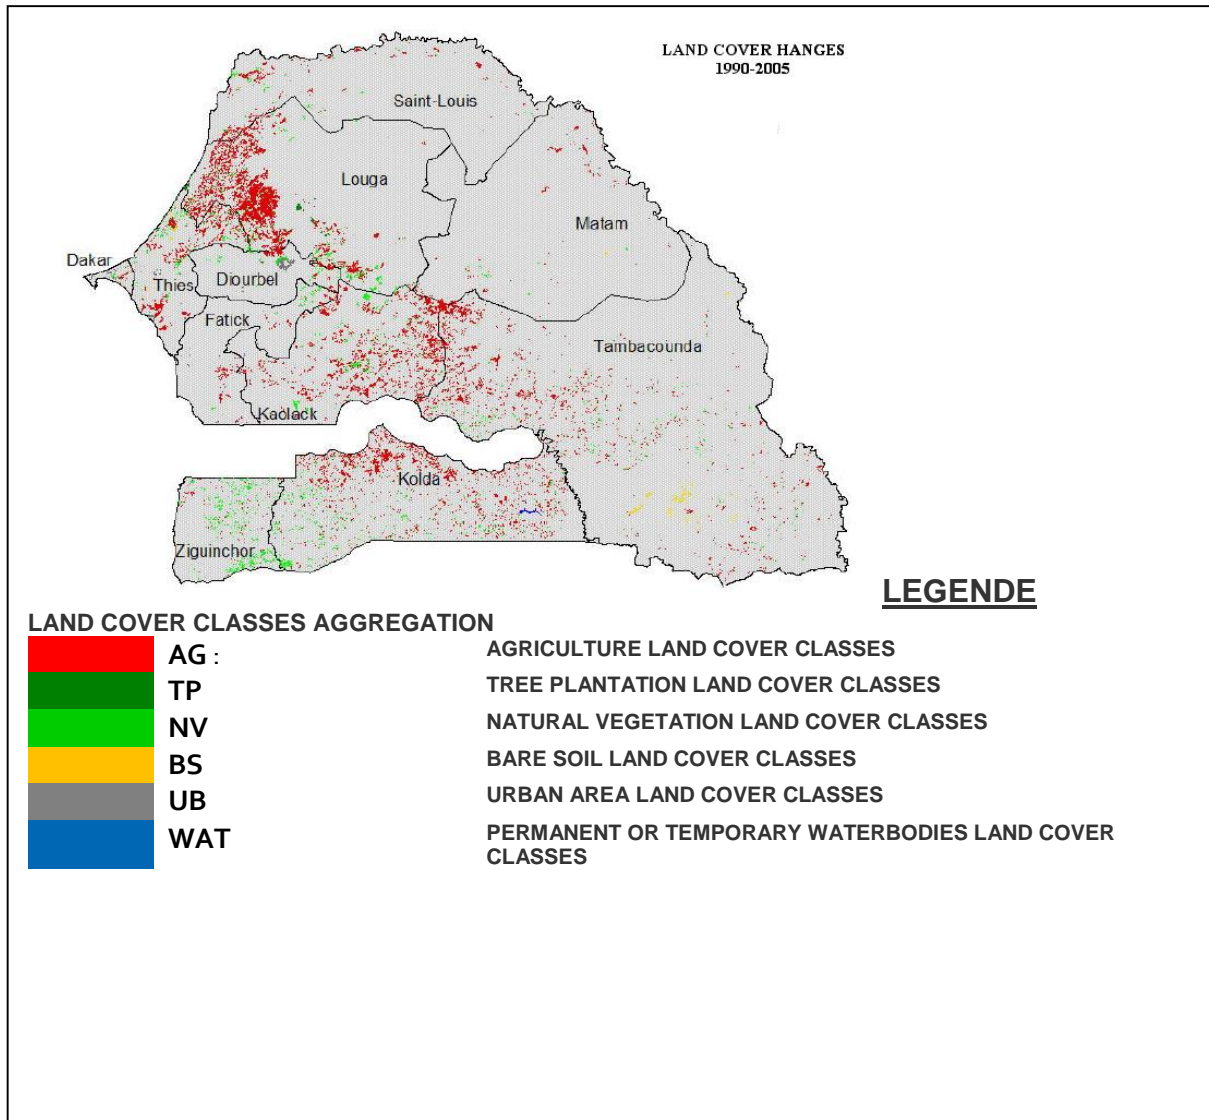 LAND COVER HANGES
1990-2005
Saint-Louis
Louga
Matam
Dakar
Thies
Diourbel
Fatick
Tambacounda
Kaolack
Kolda
Ziguinchor
LEGENDE
LAND COVER CLASSES AGGREGATION
AG : AGRICULTURE LAND COVER CLASSES
TP TREE PLANTATION LAND COVER CLASSES
NV NATURAL VEGETATION LAND COVER CLASSES
BS BARE SOIL LAND COVER CLASSES
UB URBAN AREA LAND COVER CLASSES
WAT PERMANENT OR TEMPORARY WATERBODIES LAND COVER
CLASSES